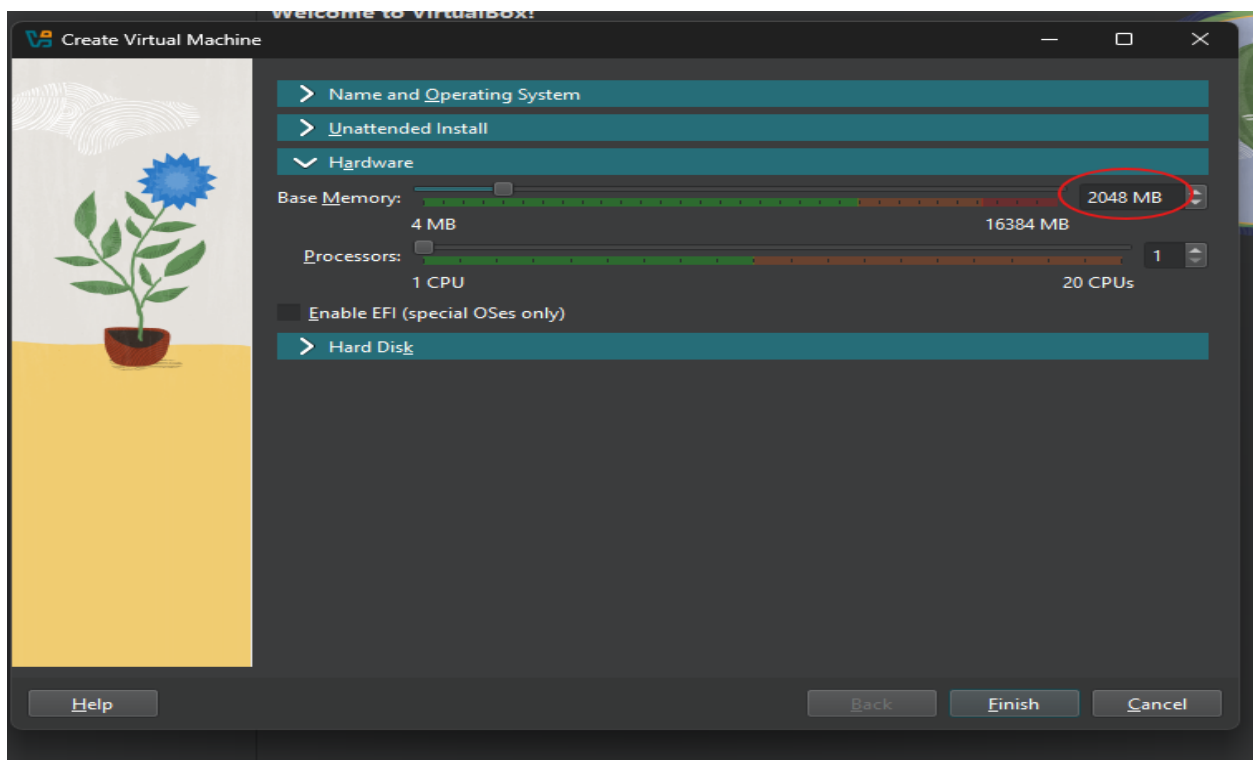 Welcome to VirtualBox!
Create Virtual Machine
Name and Operating System
Unattended Install
Hardware
Base Memory: 2048 MB
4 MB 16384 MB
Processors: 1
1 CPU 20 CPUs
Enable EFI (special OSes only)
Hard Disk
Help Back Finish Cancel